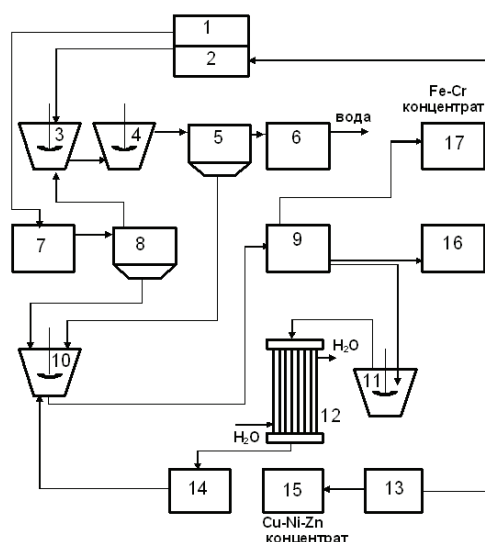 1
2
Fe-Cr
концентрат
3
4
5
6
вода
17
7
8
9
16
10
H₂O
11
12
H₂O
14
15
13
Cu-Ni-Zn
концентрат